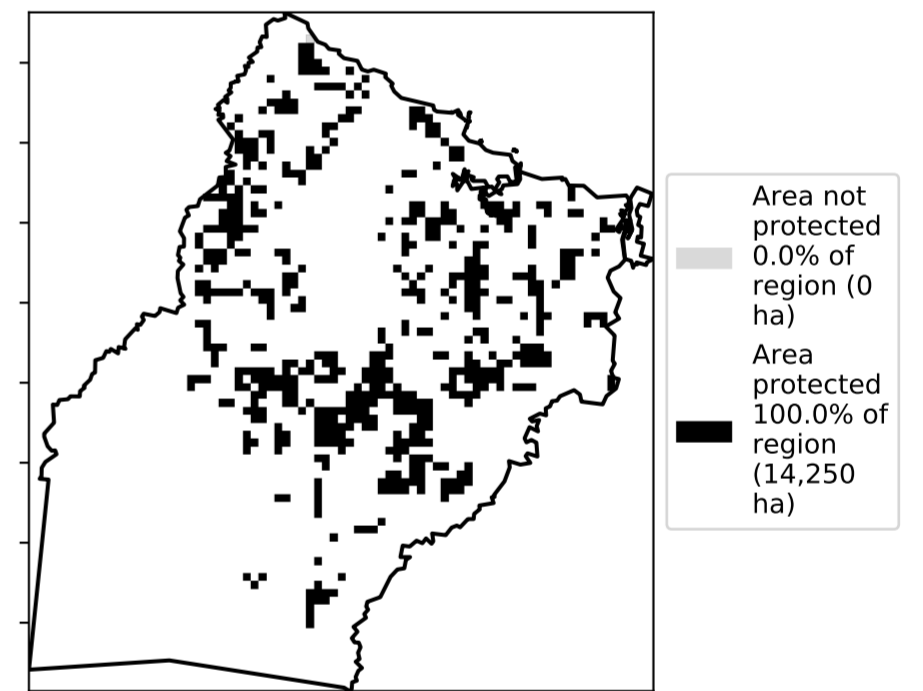 Area not
protected
0.0% of
region (0
ha)
Area
protected
100.0% of
region
(14,250
ha)